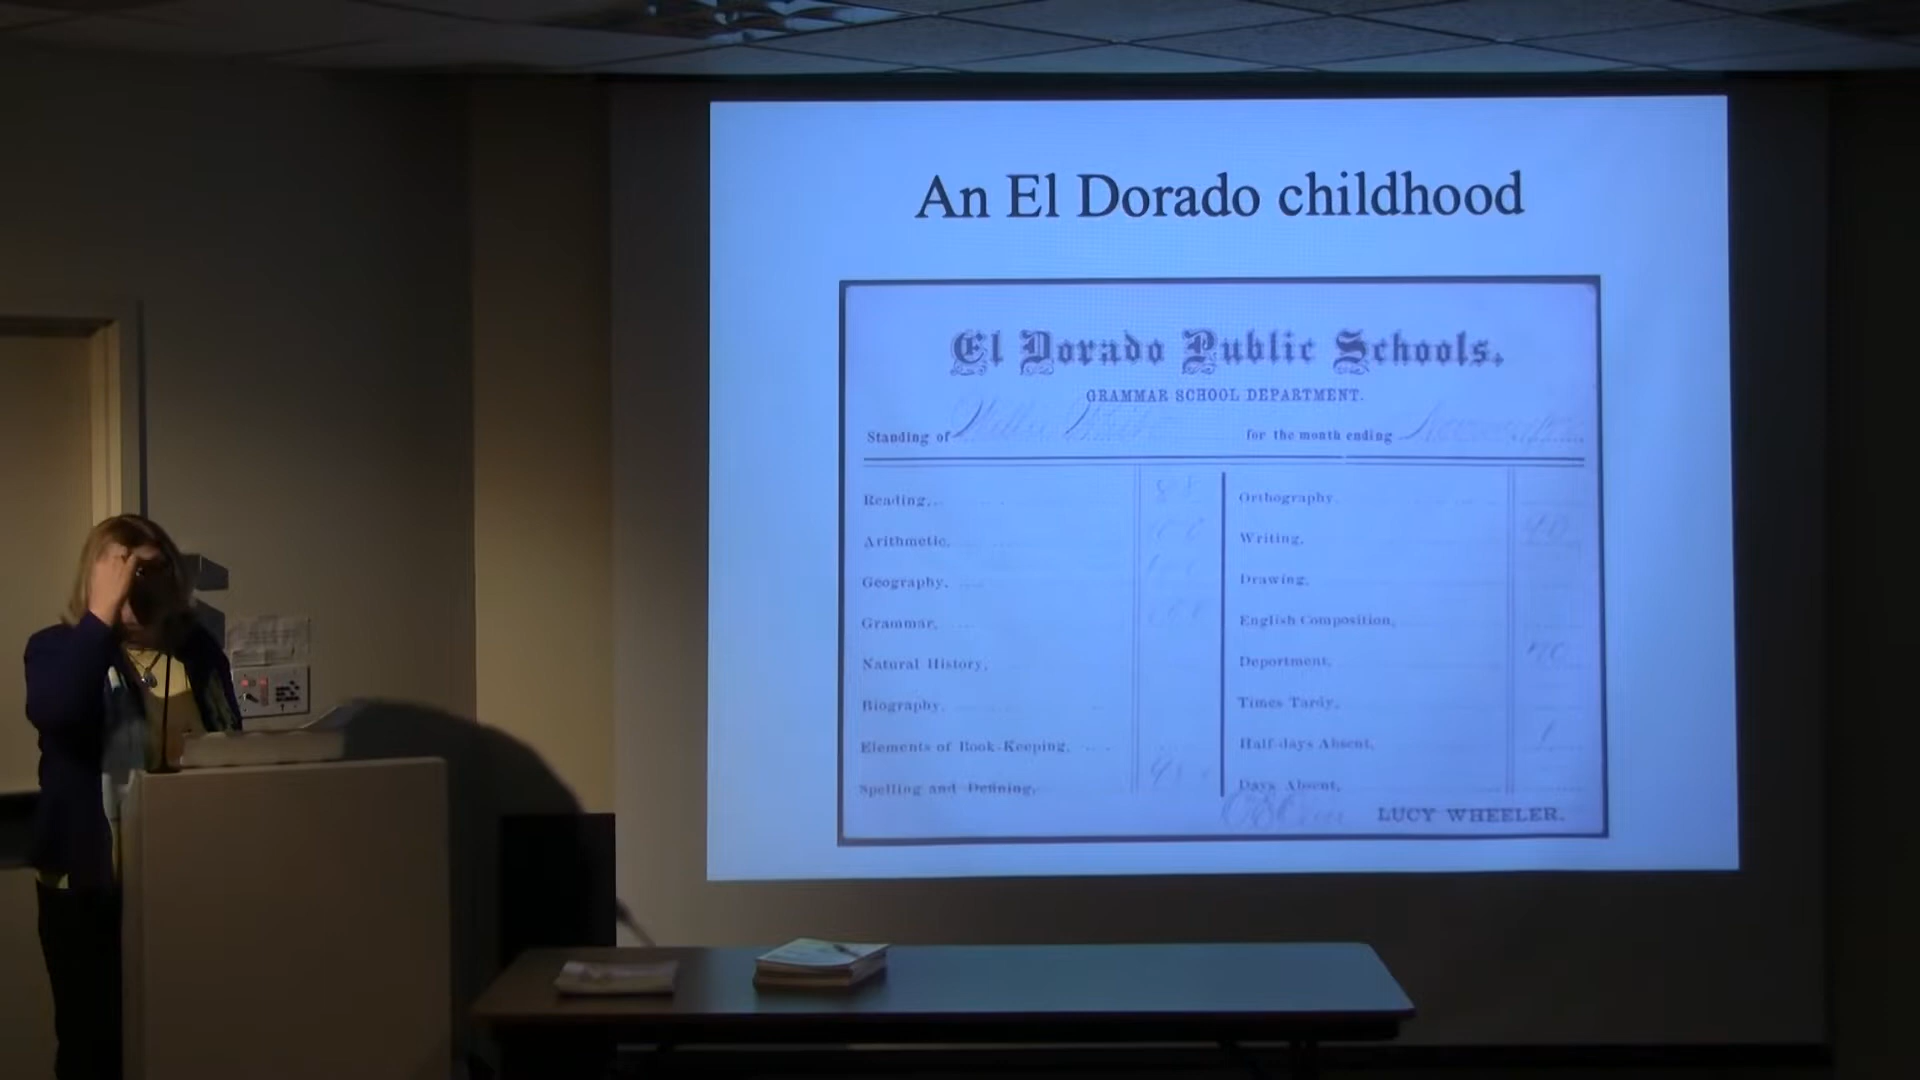 An El Dorado childhood
El Dorado Public Schools.
GRAMMAR SCHOOL DEPARTMENT.
Standing of Willie White for the month ending
Reading,
Arithmetic,
Geography,
Grammar,
Natural History,
Biography,
Elements of Book-Keeping,
Spelling and Defining,
Orthography,
Writing,
Drawing,
English Composition,
Deportment,
Times Tardy,
Half-days Absent,
Days Absent,
LUCY WHEELER.